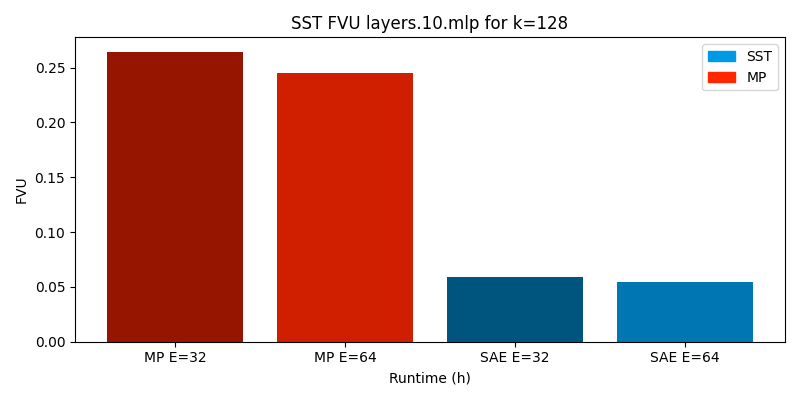 SST FVU layers.10.mlp for k=128
SST
MP
0.25
0.20
0.15
0.10
0.05
0.00
FVU
MP E=32
MP E=64
SAE E=32
SAE E=64
Runtime (h)